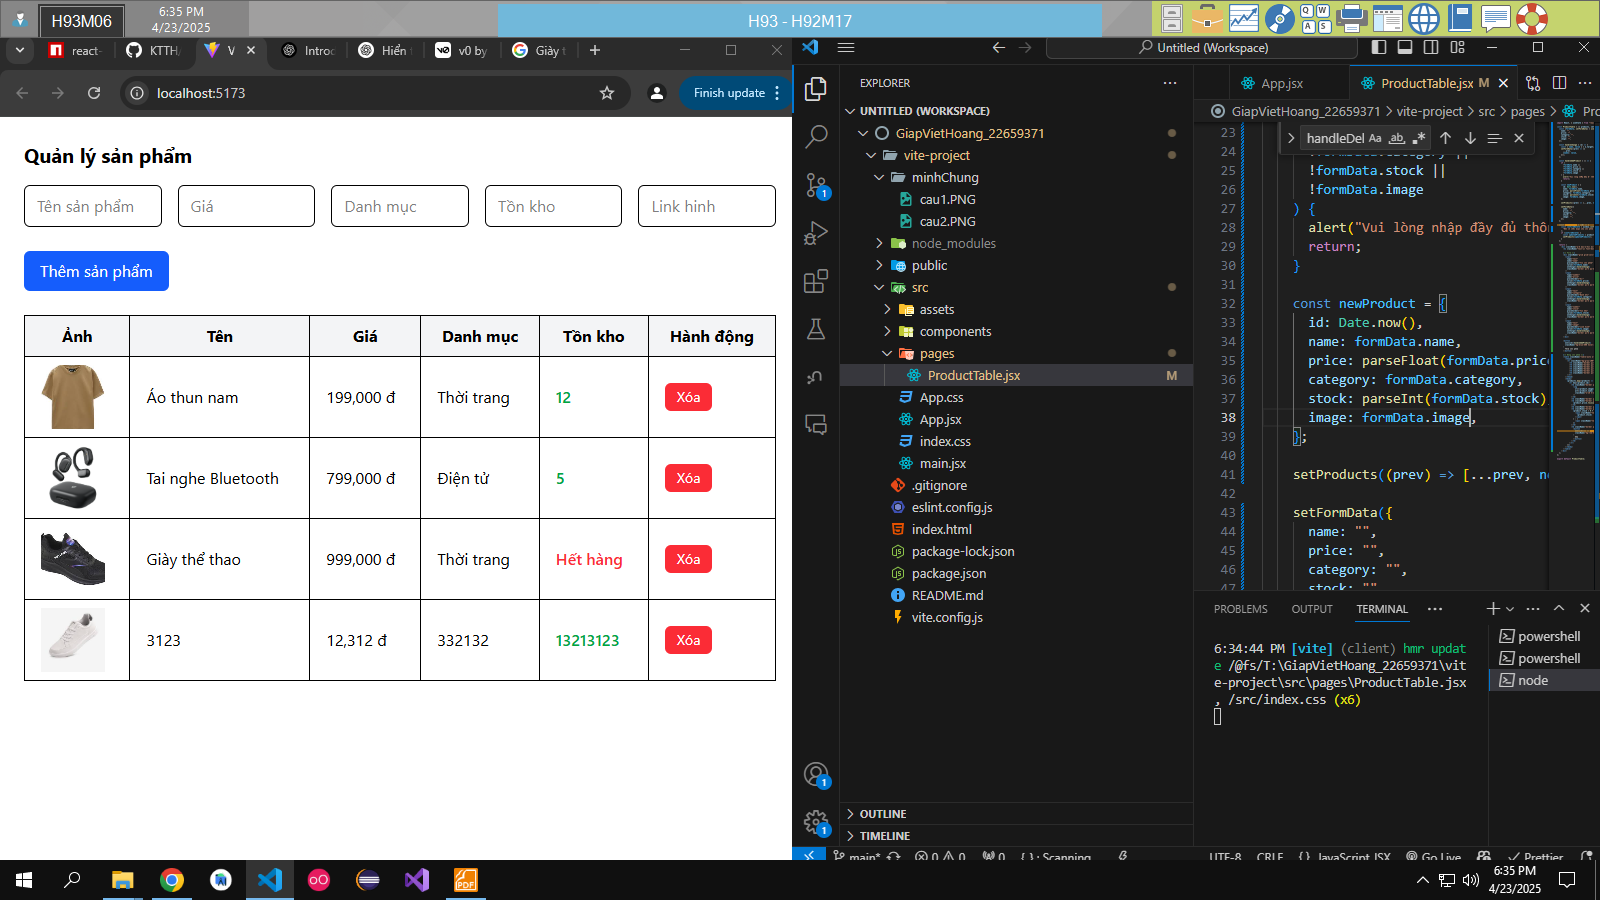 H93M06
6:35 PM
4/23/2025
H93 - H92M17
react-
KTTH
V
Introd
Hiển
v0 by
Giày t
localhost:5173
Finish update
Quản lý sản phẩm
Tên sản phẩm
Giá
Danh mục
Tồn kho
Link hình
Thêm sản phẩm
Ảnh Tên Giá Danh mục Tồn kho Hành động
Áo thun nam 199,000 đ Thời trang 12 Xóa
Tai nghe Bluetooth 799,000 đ Điện tử 5 Xóa
Giày thể thao 999,000 đ Thời trang Hết hàng Xóa
3123 12,312 đ 332132 13213123 Xóa
Untitled (Workspace)
EXPLORER
UNTITLED (WORKSPACE)
GiapVietHoang_22659371
vite-project
minhChung
cau1.PNG
cau2.PNG
node_modules
public
src
assets
components
pages
ProductTable.jsx M
App.css
App.jsx
index.css
main.jsx
.gitignore
eslint.config.js
index.html
package-lock.json
package.json
README.md
vite.config.js
OUTLINE
TIMELINE
App.jsx
ProductTable.jsx M
GiapVietHoang_22659371 > vite-project > src > pages >
handleDel
23
24
25 !formData.stock ||
26 !formData.image
27 ) {
28 alert("Vui lòng nhập đầy đủ thôn
29 return;
30 }
31
32 const newProduct = {
33 id: Date.now(),
34 name: formData.name,
35 price: parseFloat(formData.price
36 category: formData.category,
37 stock: parseInt(formData.stock)
38 image: formData.image,
39 };
40
41 setProducts((prev) => [...prev, n
42
43 setFormData({
44 name: "",
45 price: "",
46 category: "",
47 stock: ""
PROBLEMS
OUTPUT
TERMINAL
6:34:44 PM [vite] (client) hmr updat
e /@fs/T:\GiapVietHoang_22659371\vit
e-project\src\pages\ProductTable.jsx
, /src/index.css (x6)
powershell
powershell
node
main*
0 0
0
Scanning
UTF-8
CRLF
JavaScript JSX
Go Live
Prettier
6:35 PM
4/23/2025